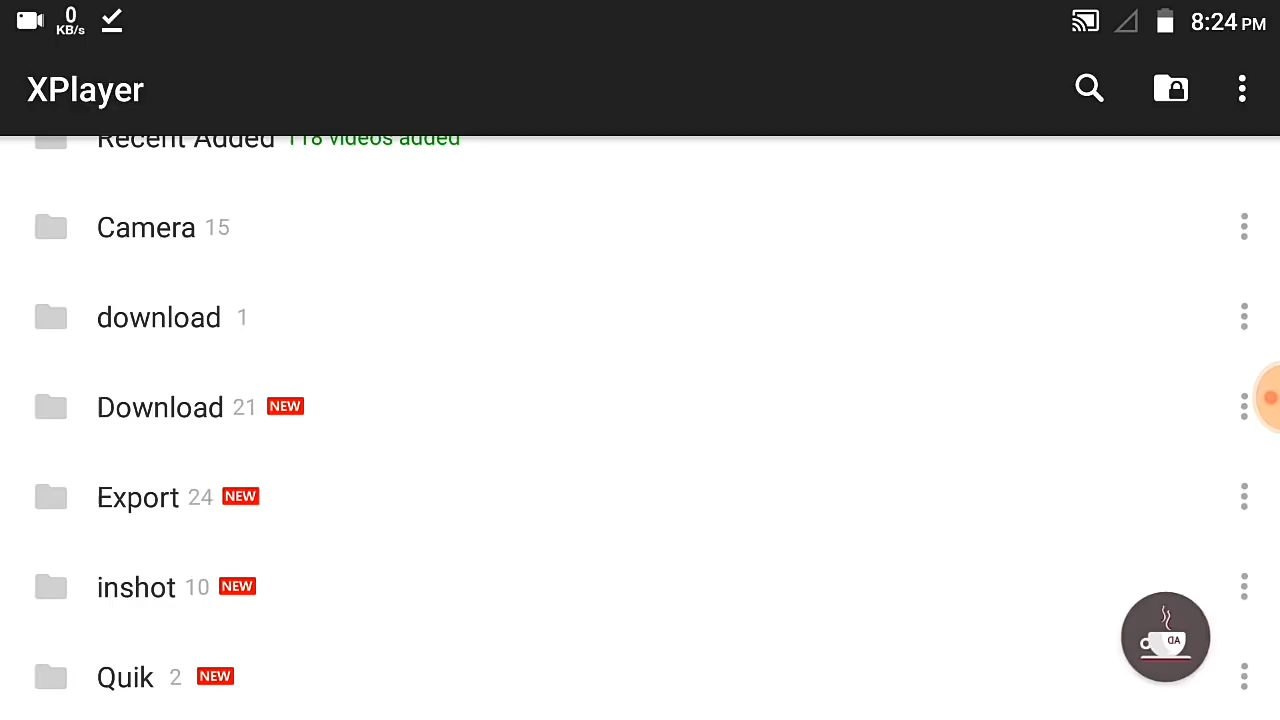 0
KB/s
8:24 PM
XPlayer
Recent Added 118 videos added
Camera 15
download 1
Download 21 NEW
Export 24 NEW
inshot 10 NEW
AD
Quik 2 NEW